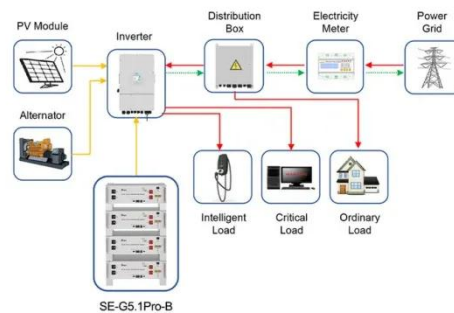 PV Module
Inverter
Distribution
Box
Electricity
Meter
Power
Grid
Alternator
Intelligent
Load
Critical
Load
Ordinary
Load
SE-G5.1Pro-B